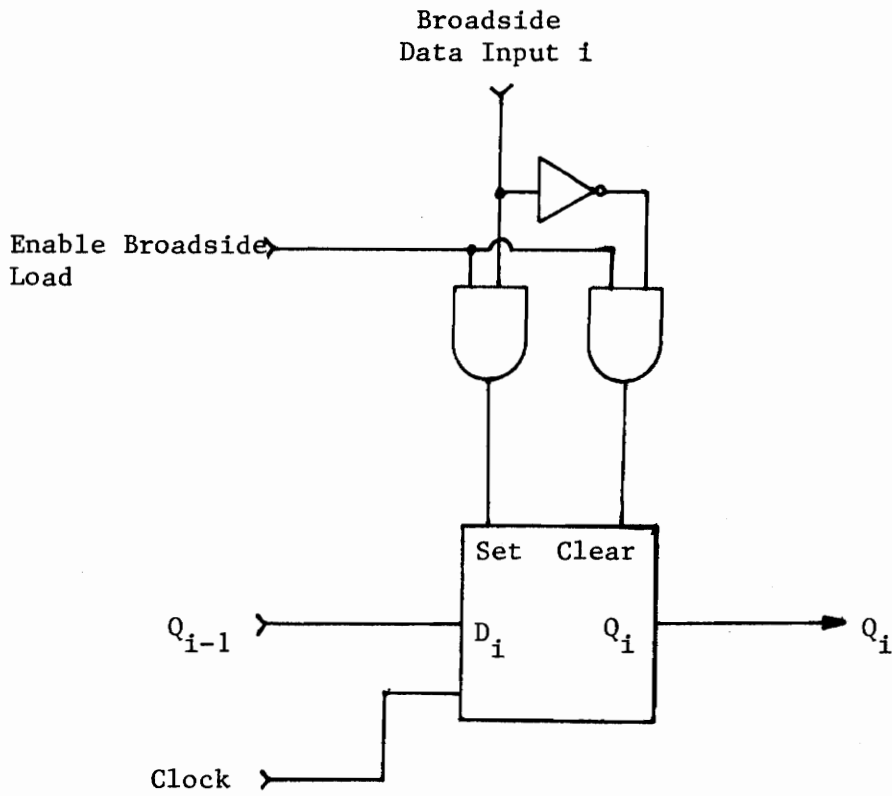 Broadside
Data Input i
Enable Broadside
Load
Set Clear
Q_{i-1}
D_i
Q_i
Q_i
Clock